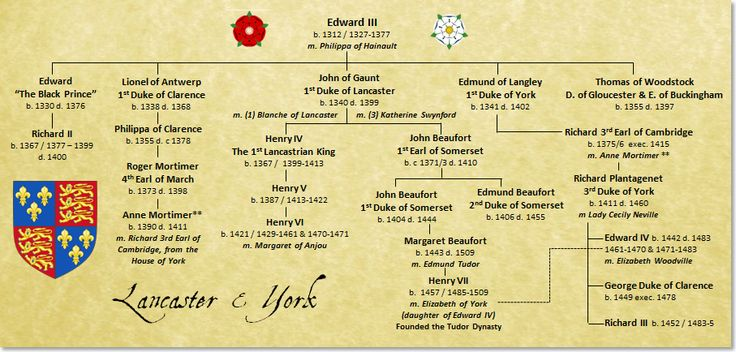 Edward III
b. 1312 / 1327-1377
m. Philippa of Hainault
Edward
“The Black Prince”
b. 1330 d. 1376
Richard II
b. 1367 / 1377 – 1399
d. 1400
Lionel of Antwerp
1st Duke of Clarence
b. 1338 d. 1368
Philippa of Clarence
b. 1355 d. c 1378
Roger Mortimer
4th Earl of March
b. 1373 d. 1398
Anne Mortimer**
b. 1390 d. 1411
m. Richard 3rd Earl of
Cambridge, from the
House of York
John of Gaunt
1st Duke of Lancaster
b. 1340 d. 1399
m. (1) Blanche of Lancaster
m. (3) Katherine Swynford
Henry IV
The 1st Lancastrian King
b. 1367 / 1399-1413
Henry V
b. 1387 / 1413-1422
Henry VI
b. 1421 / 1429-1461 & 1470-1471
m. Margaret of Anjou
John Beaufort
1st Earl of Somerset
b. c 1371/3 d. 1410
John Beaufort
1st Duke of Somerset
b. 1404 d. 1444
Edmund Beaufort
2nd Duke of Somerset
b. 1406 d. 1455
Margaret Beaufort
b. 1443 d. 1509
m. Edmund Tudor
Henry VII
b. 1457 / 1485-1509
m. Elizabeth of York
(daughter of Edward IV)
Founded the Tudor Dynasty
Edmund of Langley
1st Duke of York
b. 1341 d. 1402
Thomas of Woodstock
D. of Gloucester & E. of Buckingham
b. 1355 d. 1397
Richard 3rd Earl of Cambridge
b. 1375/6 exec. 1415
m. Anne Mortimer **
Richard Plantagenet
3rd Duke of York
b. 1411 d. 1460
m Lady Cecily Neville
Edward IV b. 1442 d. 1483
1461-1470 & 1471-1483
m. Elizabeth Woodville
George Duke of Clarence
b. 1449 exec. 1478
Richard III b. 1452 / 1483-5
Lancaster & York